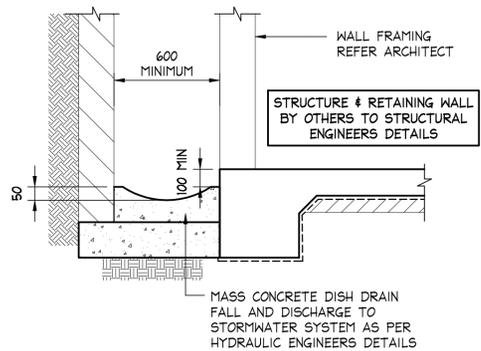 WALL FRAMING
REFER ARCHITECT
600
MINIMUM
STRUCTURE & RETAINING WALL
BY OTHERS TO STRUCTURAL
ENGINEERS DETAILS
100 MIN
50
MASS CONCRETE DISH DRAIN
FALL AND DISCHARGE TO
STORMWATER SYSTEM AS PER
HYDRAULIC ENGINEERS DETAILS